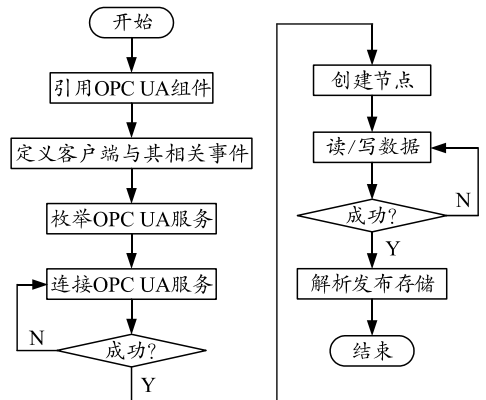 开始
引用OPC UA组件
定义客户端与其相关事件
枚举OPC UA服务
连接OPC UA服务
N
成功?
Y
创建节点
读/写数据
N
成功?
Y
解析发布存储
结束